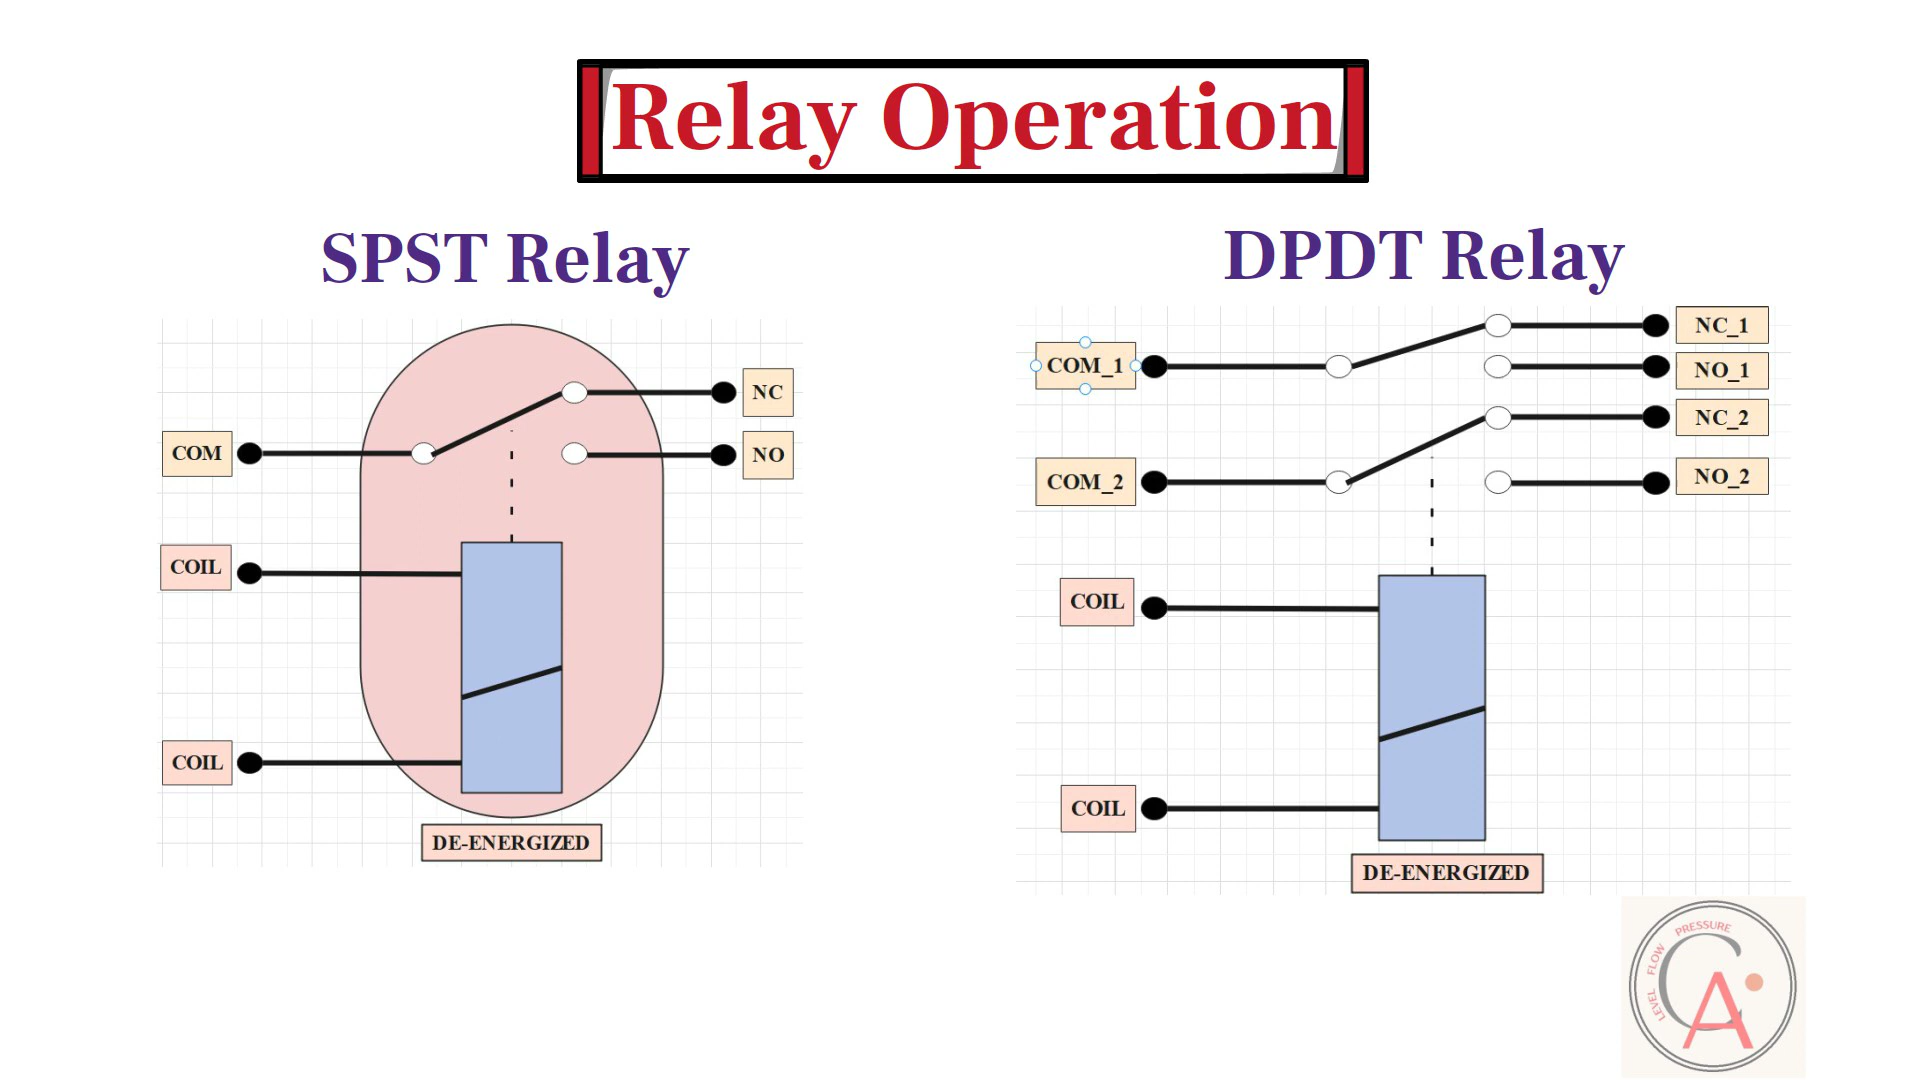 Relay Operation
SPST Relay
NC
COM
NO
COIL
COIL
DE-ENERGIZED
DPDT Relay
NC_1
COM_1
NO_1
NC_2
COM_2
NO_2
COIL
COIL
DE-ENERGIZED
LEVEL FLOW PRESSURE
CA